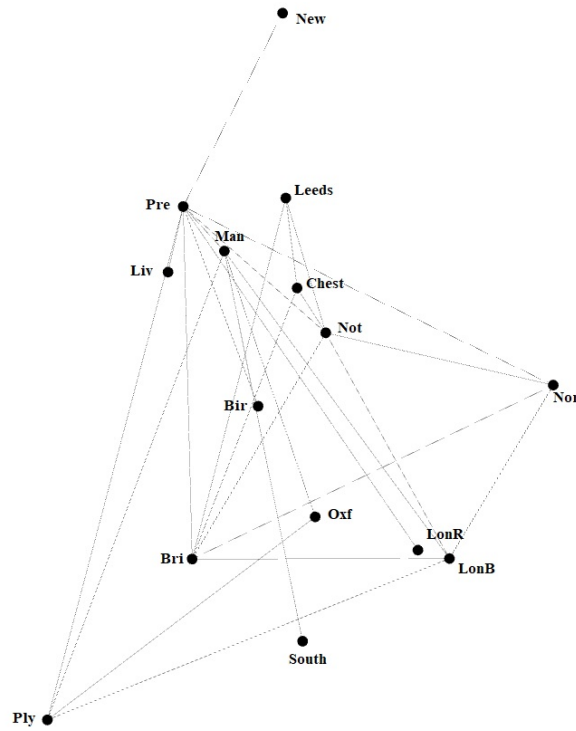 New
Leeds
Pre
Man
Liv
Chest
Not
Nor
Bir
Oxf
LonR
Bri
LonB
South
Ply